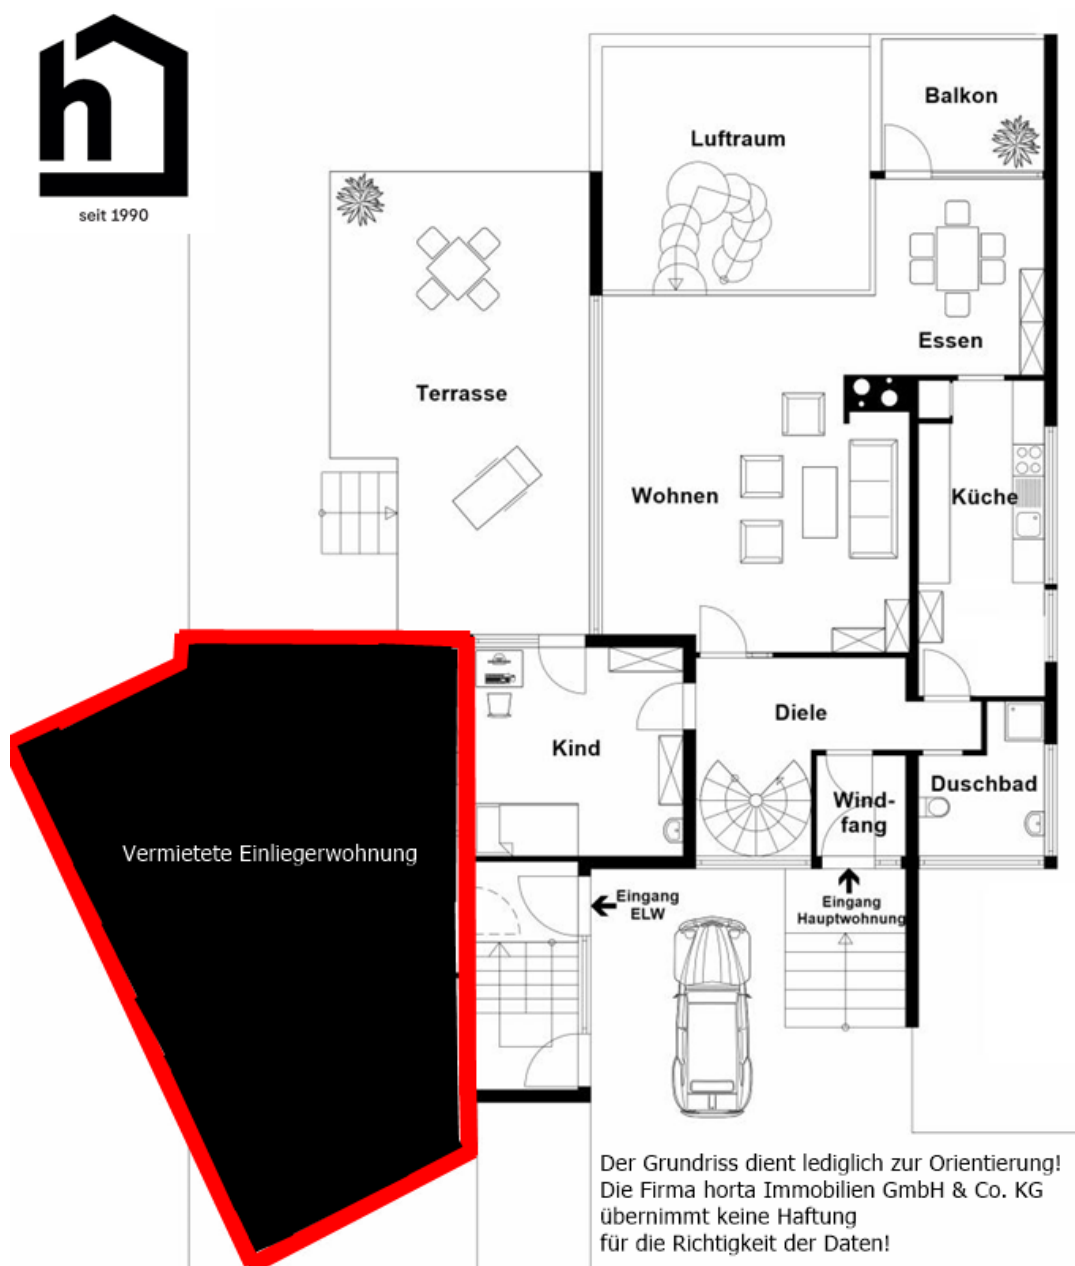 h
seit 1990
Balkon
Luftraum
Essen
Terrasse
Wohnen
Küche
Diele
Kind
Duschbad
Wind-
fang
Vermietete Einliegerwohnung
Eingang
ELW
Eingang
Hauptwohnung
Der Grundriss dient lediglich zur Orientierung!
Die Firma horta Immobilien GmbH & Co. KG
übernimmt keine Haftung
für die Richtigkeit der Daten!